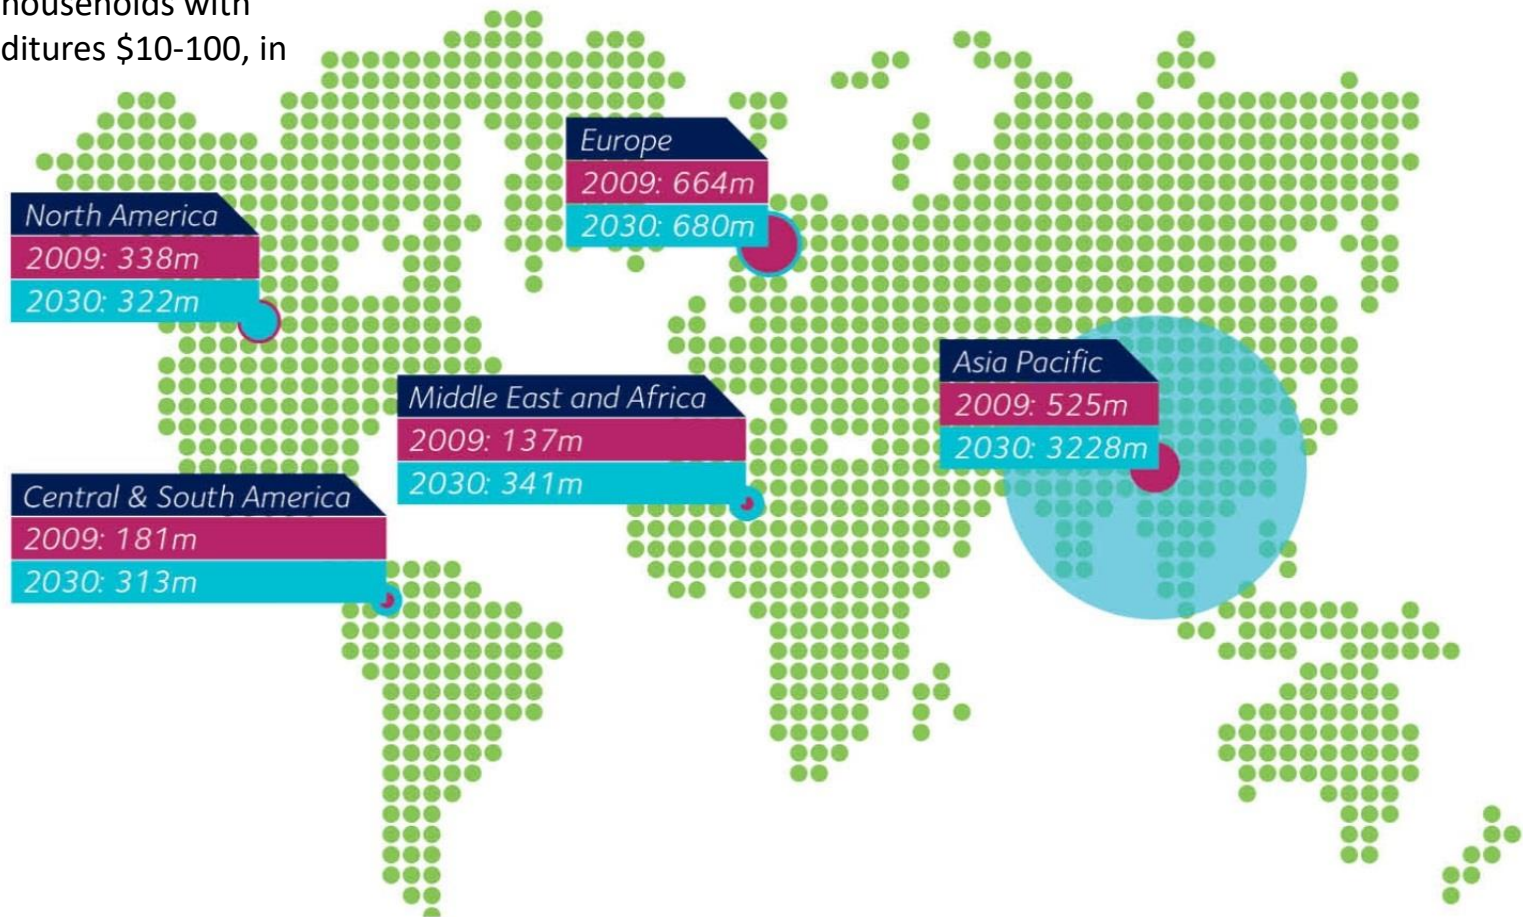 households with
ditures $10-100, in
Europe
2009: 664m
2030: 680m
North America
2009: 338m
2030: 322m
Asia Pacific
2009: 525m
2030: 3228m
Middle East and Africa
2009: 137m
2030: 341m
Central & South America
2009: 181m
2030: 313m